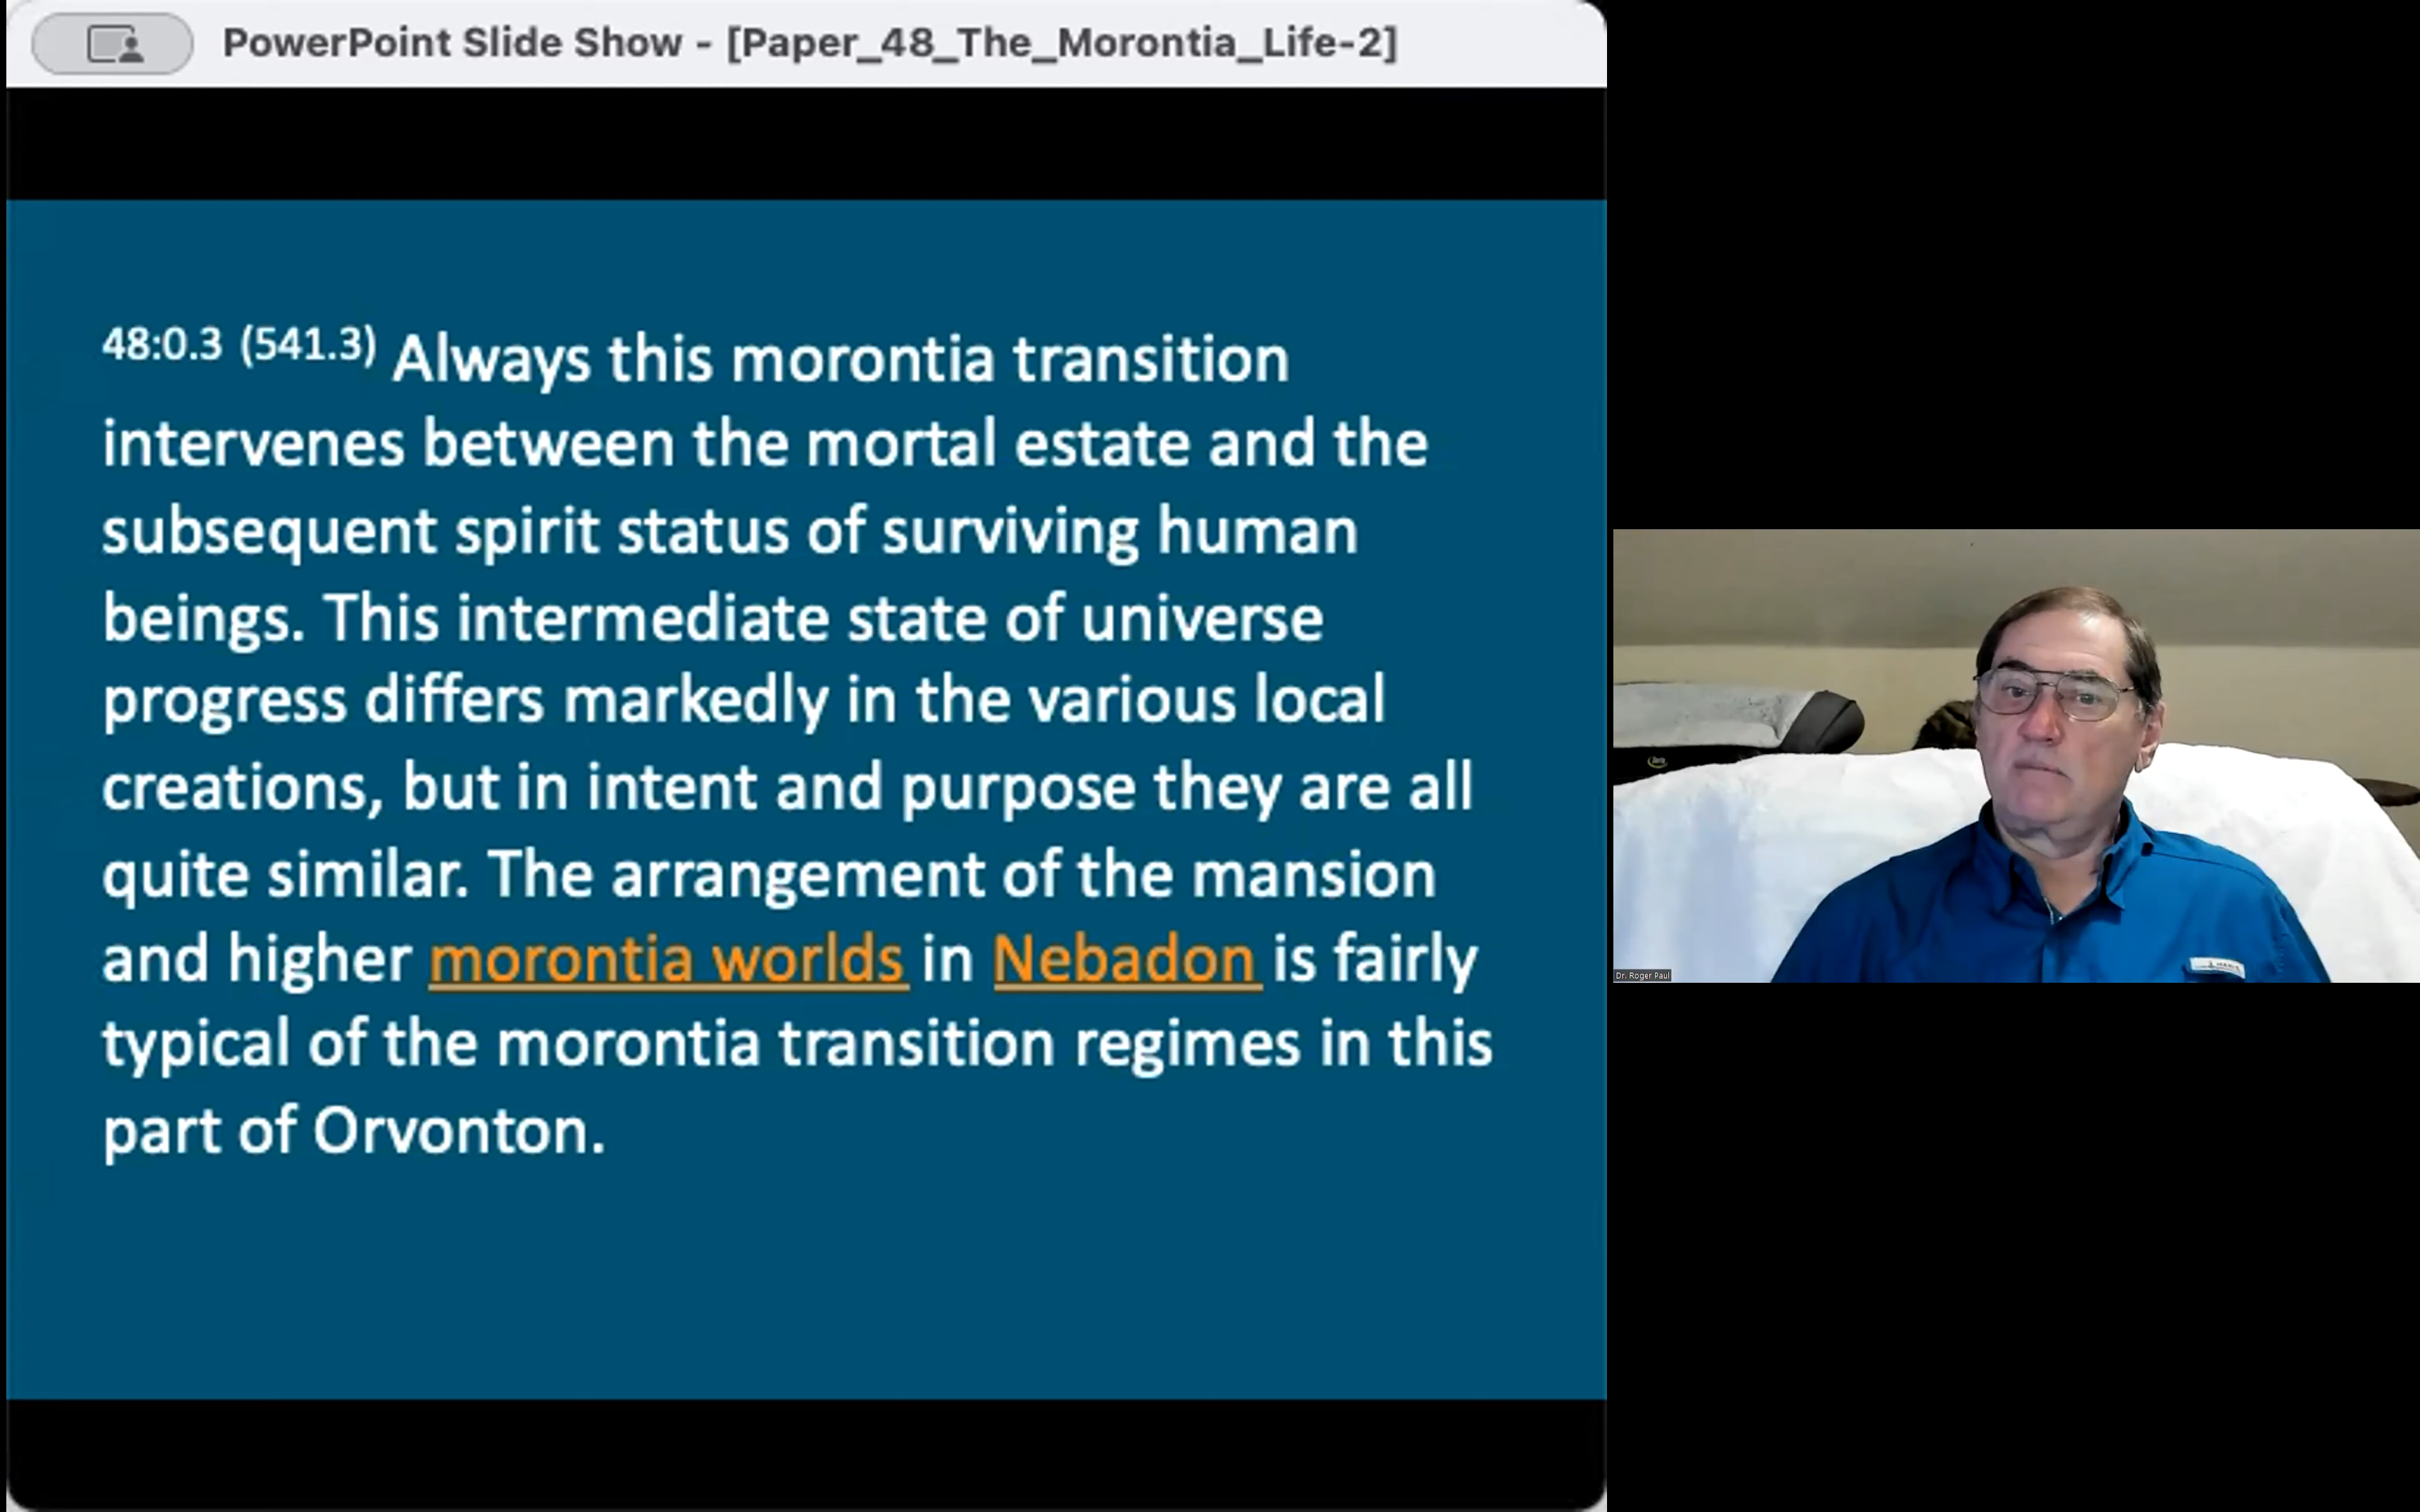 PowerPoint Slide Show - [Paper_48_The_Morontia_Life-2]
48:0.3 (541.3) Always this morontia transition
intervenes between the mortal estate and the
subsequent spirit status of surviving human
beings. This intermediate state of universe
progress differs markedly in the various local
creations, but in intent and purpose they are all
quite similar. The arrangement of the mansion
and higher morontia worlds in Nebadon is fairly
typical of the morontia transition regimes in this
part of Orvonton.
Dr. Roger Paul